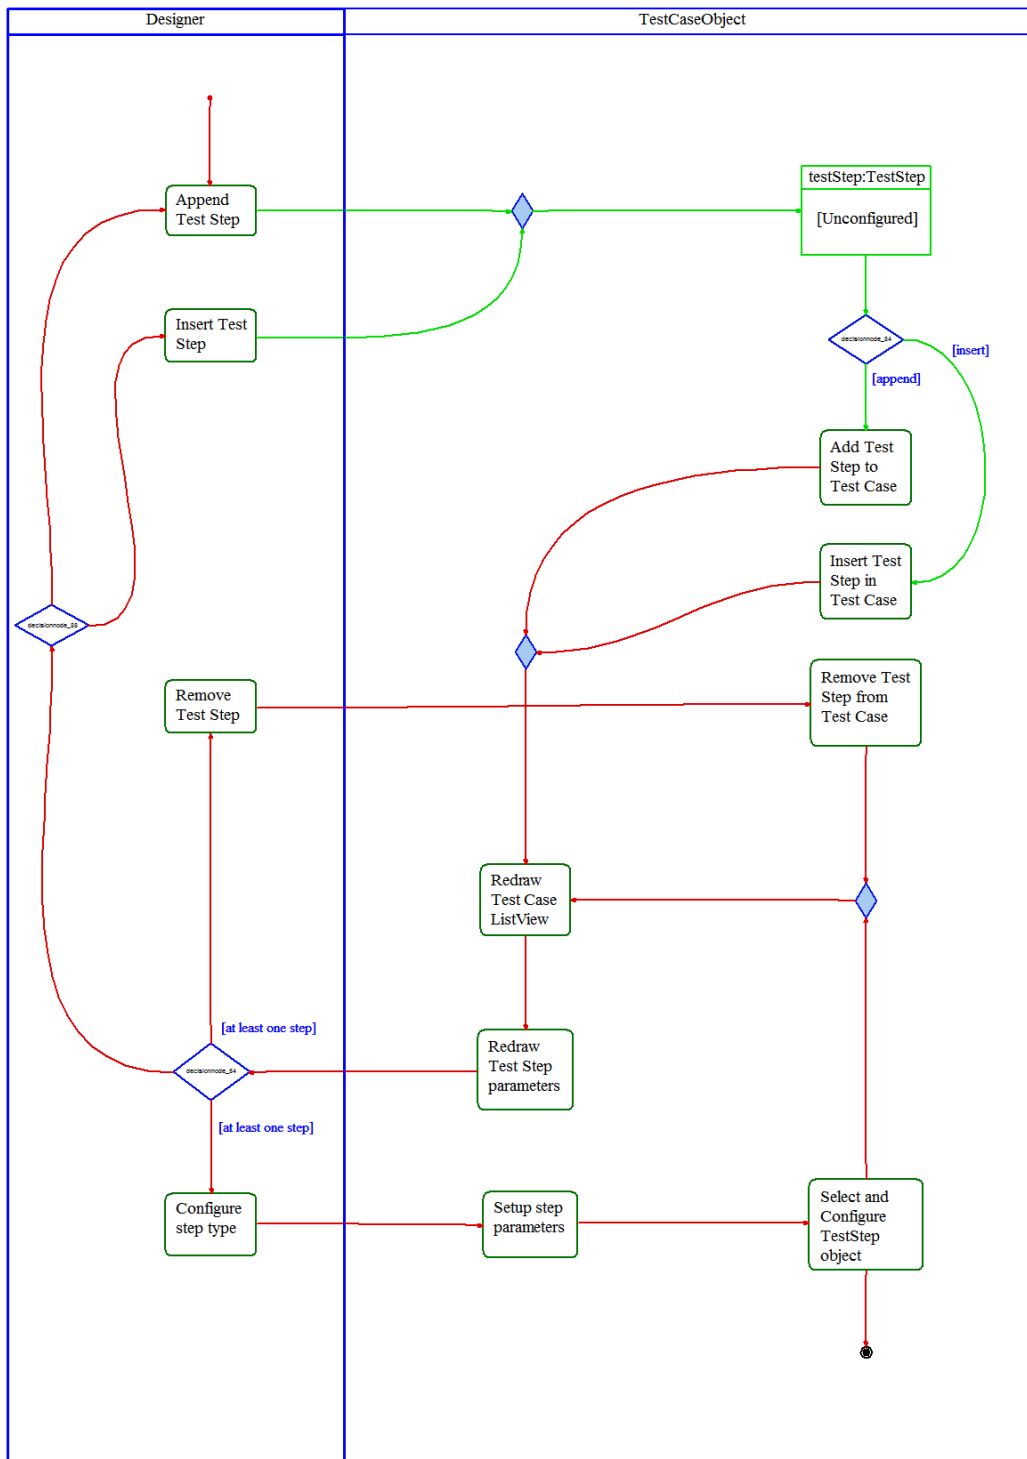 Designer
TestCaseObject
Append
Test Step
testStep:TestStep
[Unconfigured]
Insert Test
Step
decisionnode_84
[insert]
[append]
Add Test
Step to
Test Case
Insert Test
Step in
Test Case
decisionnode_88
Remove
Test Step
Remove Test
Step from
Test Case
Redraw
Test Case
ListView
[at least one step]
Redraw
Test Step
parameters
decisionnode_54
[at least one step]
Configure
step type
Setup step
parameters
Select and
Configure
TestStep
object